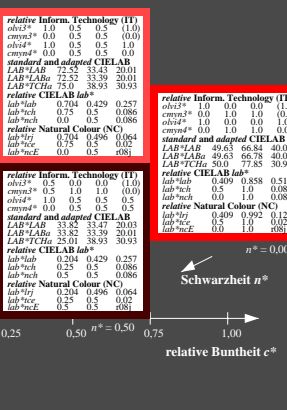 relative Inform. Technology (IT)
olvi3* 1.0 0.5 0.5 (1.0)
cmyn3* 0.0 0.5 0.5 (0.0)
olvi4* 1.0 0.5 0.5 1.0
cmyn4* 0.0 0.5 0.5 0.0
standard and adapted CIELAB
LAB*LAB 72.52 33.43 20.01
LAB*LABa 72.52 33.39 20.01
LAB*TCHa 75.0 38.93 30.93
relative CIELAB lab*
lab*lab 0.704 0.429 0.257
lab*tch 0.75 0.5 0.086
lab*nch 0.0 0.5 0.086
relative Natural Colour (NC)
lab*lrj 0.704 0.496 0.064
lab*tce 0.75 0.5 0.02
lab*ncE 0.0 0.5 r08j
relative Inform. Technology (IT)
olvi3* 0.5 0.0 0.0 (1.0)
cmyn3* 0.5 1.0 1.0 (0.0)
olvi4* 1.0 0.5 0.5 0.5
cmyn4* 0.0 0.5 0.5 0.5
standard and adapted CIELAB
LAB*LAB 33.82 33.47 20.03
LAB*LABa 33.82 33.39 20.01
LAB*TCHa 25.01 38.93 30.93
relative CIELAB lab*
lab*lab 0.204 0.429 0.257
lab*tch 0.25 0.5 0.086
lab*nch 0.5 0.5 0.086
relative Natural Colour (NC)
lab*lrj 0.204 0.496 0.064
lab*tce 0.25 0.5 0.02
lab*ncE 0.5 0.5 r08j
relative Inform. Technology (IT
olvi3* 1.0 0.0 0.0
cmyn3* 0.0 1.0 1.0
olvi4* 1.0 0.0 0.0
cmyn4* 0.0 1.0 1.0
standard and adapted CIELAB
LAB*LAB 49.63 66.84 40.0
LAB*LABa 49.63 66.78 40.0
LAB*TCHa 50.0 77.85 30.9
relative CIELAB lab*
lab*lab 0.409 0.858 0.51
lab*tch 0.5 1.0 0.08
lab*nch 0.0 1.0 0.08
relative Natural Colour (NC)
lab*lrj 0.409 0.992 0.12
lab*tce 0.5 1.0 0.02
lab*ncE 0.0 1.0 r08j
n* = 0,00
Schwarzheit n*
n* = 0,50
0,25 0,50 0,75 1,00
relative Buntheit c*